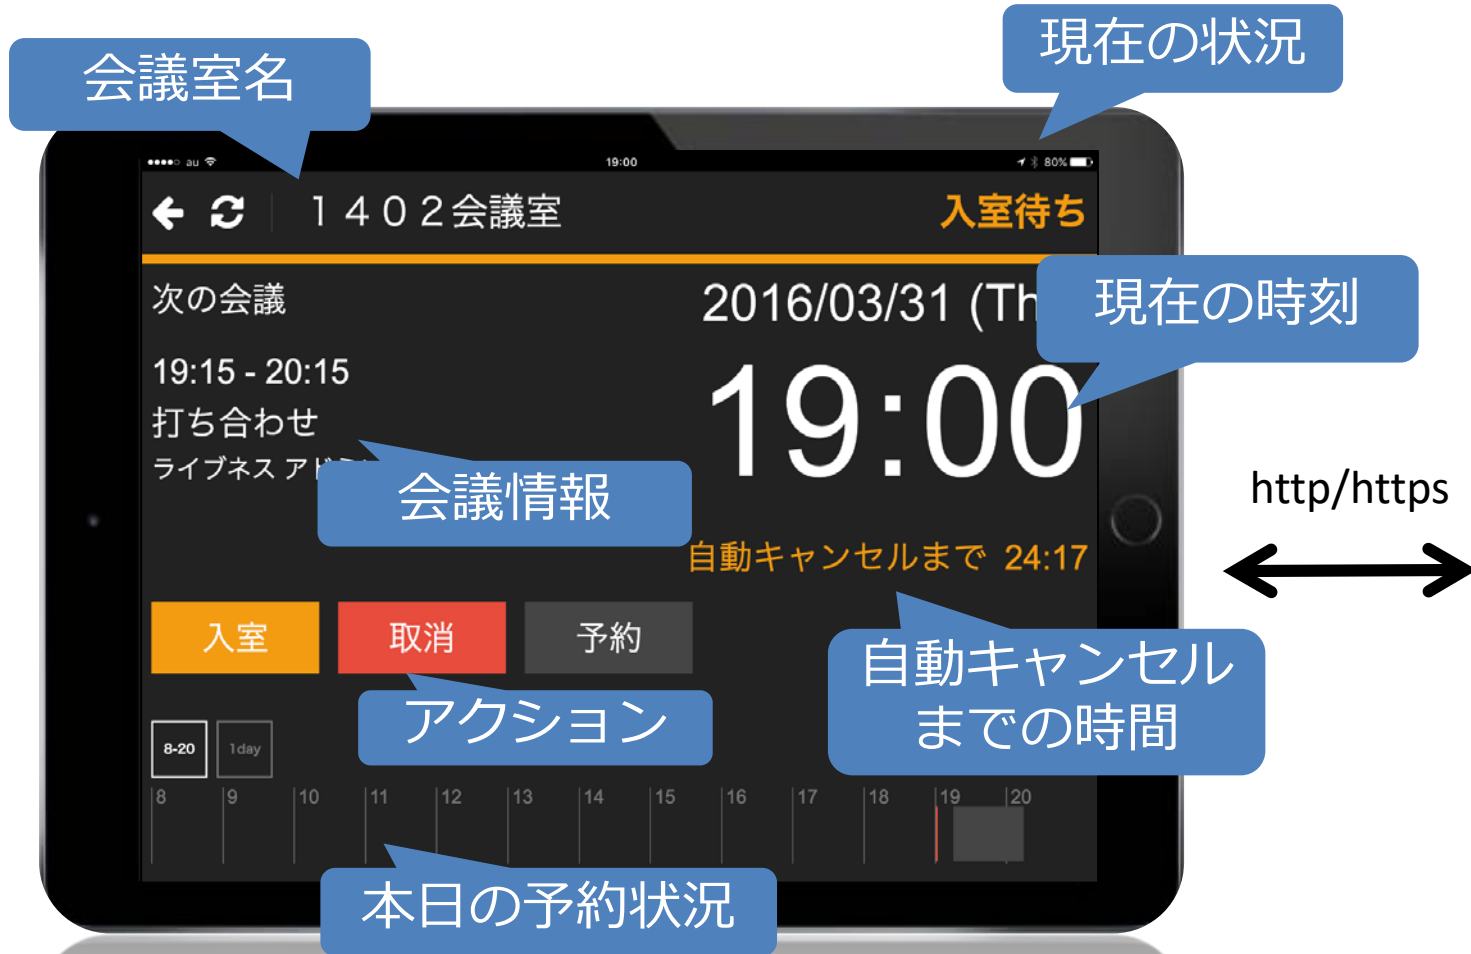 会議室名
現在の状況
au
19:00
80%
１４０２会議室
入室待ち
次の会議
2016/03/31 (Th
現在の時刻
19:15 - 20:15
19:00
打ち合わせ
ライブネス アド
会議情報
http/https
自動キャンセルまで 24:17
入室
取消
予約
自動キャンセル
までの時間
アクション
8-20
1day
8 9 10 11 12 13 14 15 16 17 18 19 20
本日の予約状況